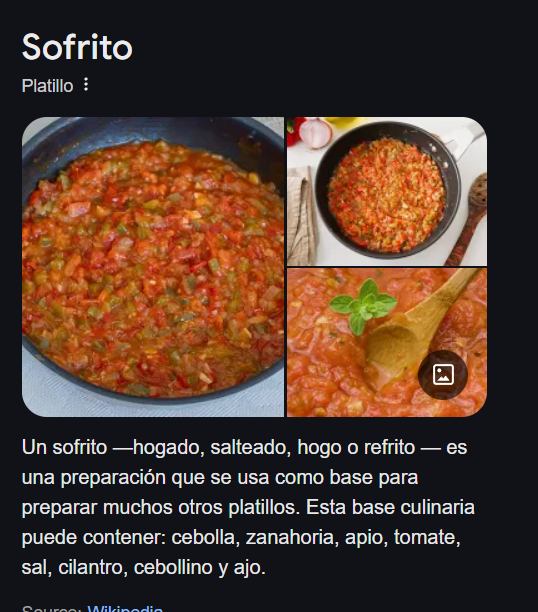 Sofrito
Platillo
Un sofrito —hogado, salteado, hogo o refrito — es
una preparación que se usa como base para
preparar muchos otros platillos. Esta base culinaria
puede contener: cebolla, zanahoria, apio, tomate,
sal, cilantro, cebollino y ajo.
Source: Wikipedia